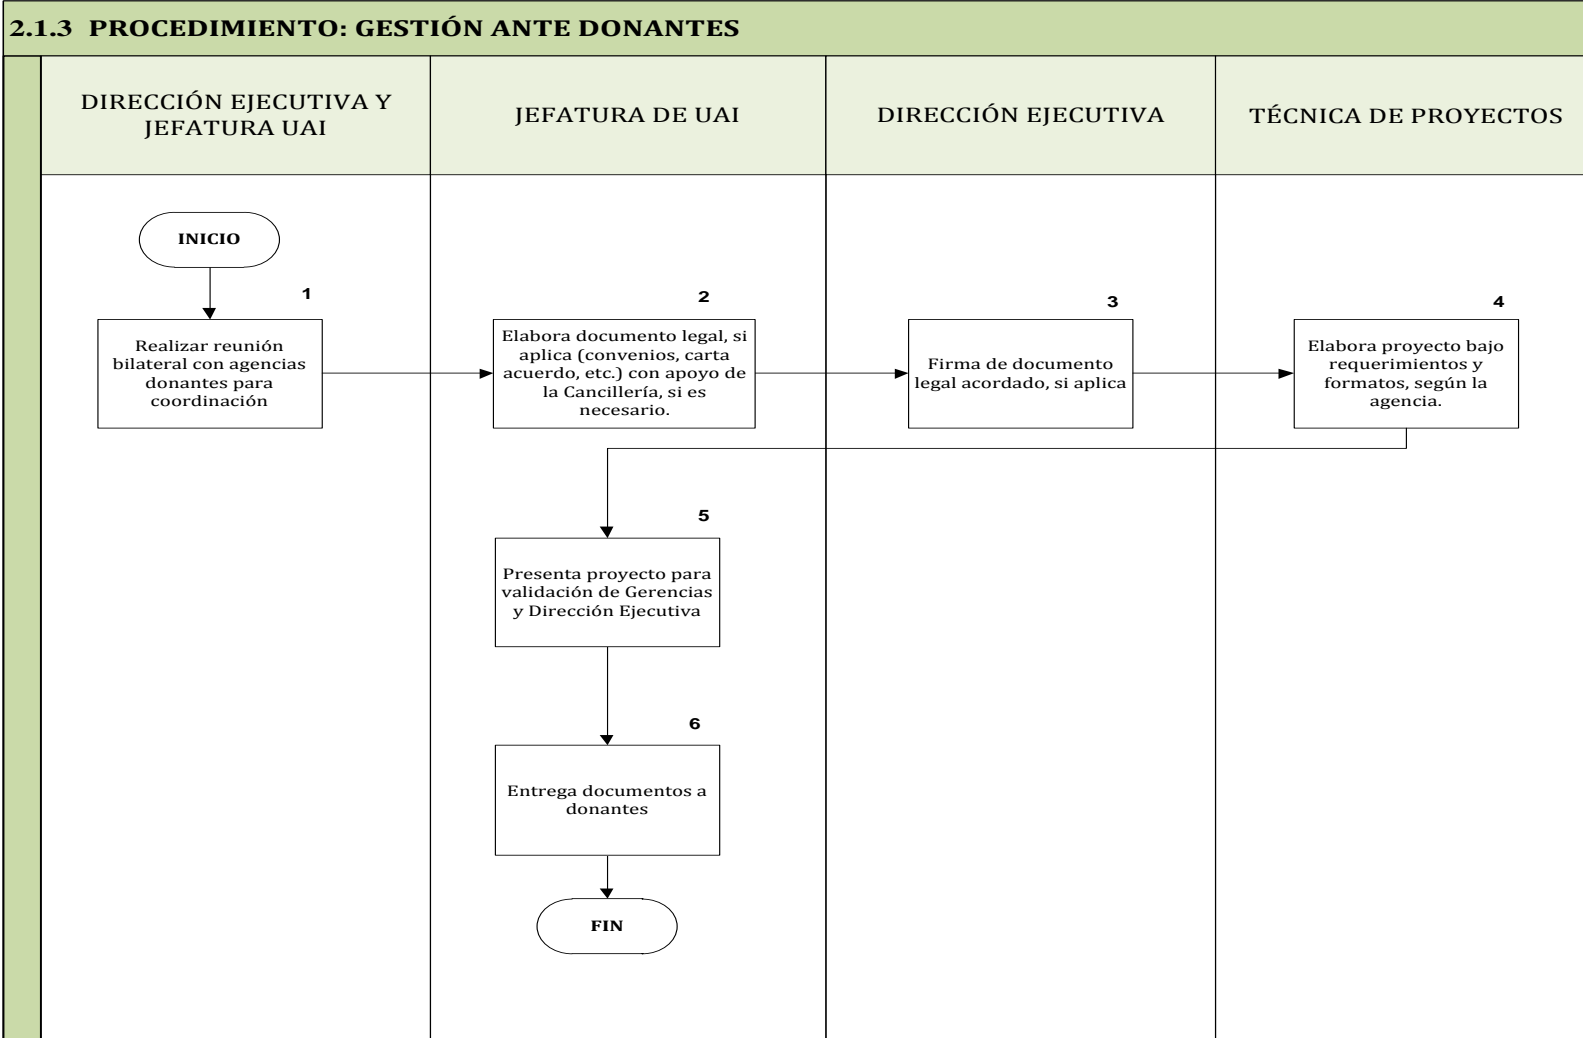 2.1.3 PROCEDIMIENTO: GESTIÓN ANTE DONANTES
DIRECCIÓN EJECUTIVA Y
JEFATURA UAI
JEFATURA DE UAI
DIRECCIÓN EJECUTIVA
TÉCNICA DE PROYECTOS
INICIO
1
Realizar reunión
bilateral con agencias
donantes para
coordinación
2
Elabora documento legal, si
aplica (convenios, carta
acuerdo, etc.) con apoyo de
la Cancillería, si es
necesario.
3
Firma de documento
legal acordado, si aplica
4
Elabora proyecto bajo
requerimientos y
formatos, según la
agencia.
5
Presenta proyecto para
validación de Gerencias
y Dirección Ejecutiva
6
Entrega documentos a
donantes
FIN